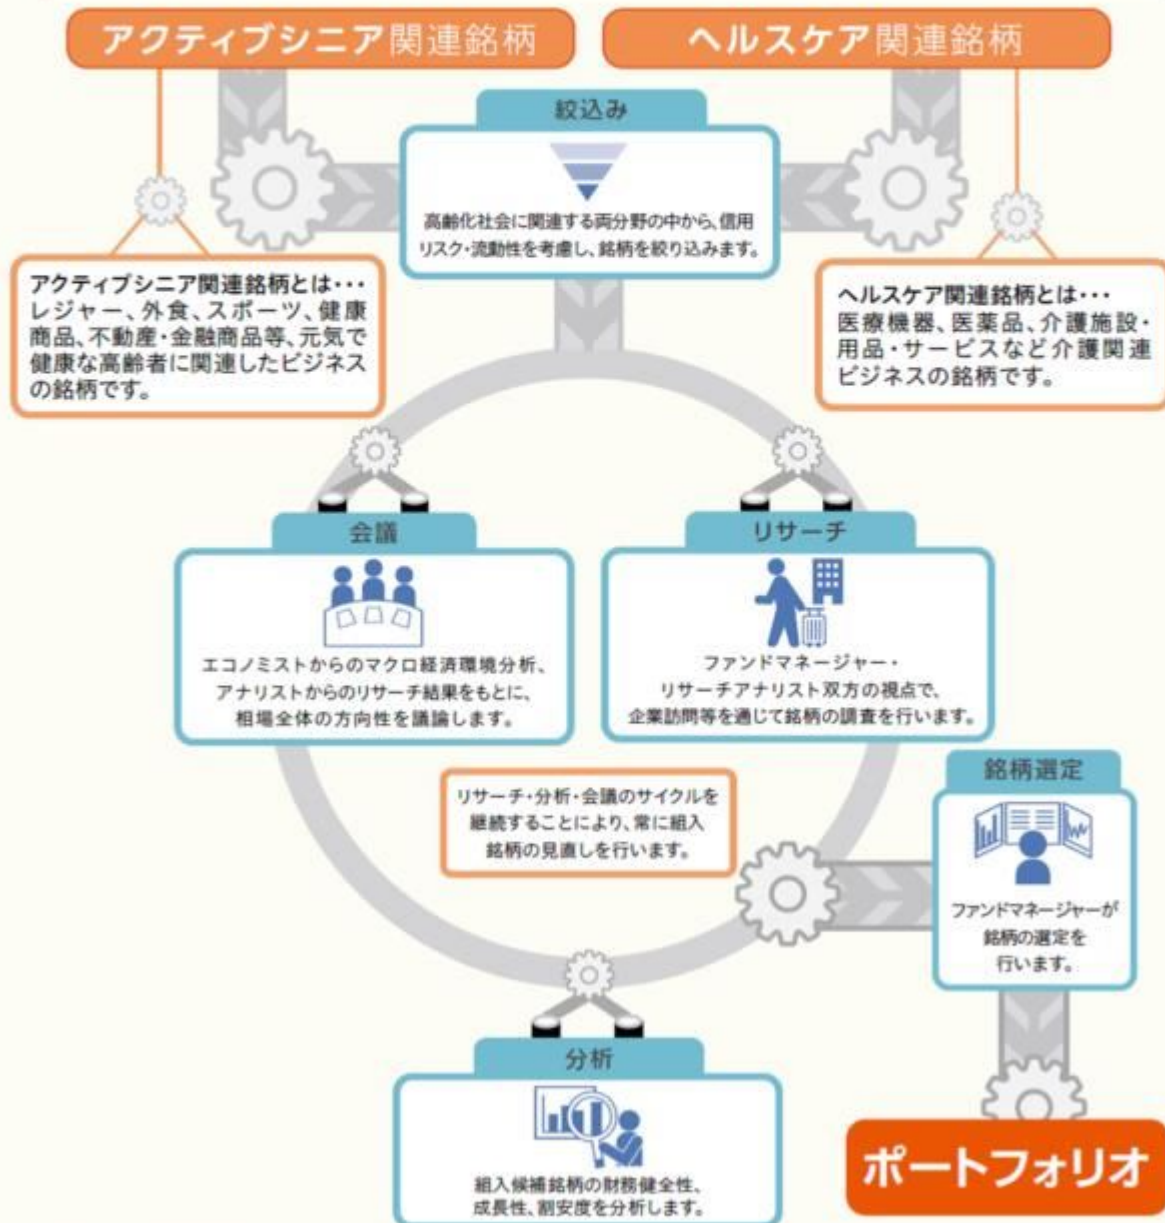 アクティブシニア関連銘柄
ヘルスケア関連銘柄
絞込み
高齢化社会に関連する両分野の中から、信用
リスク・流動性を考慮し、銘柄を絞り込みます。
アクティブシニア関連銘柄とは・・・
レジャー、外食、スポーツ、健康
商品、不動産・金融商品等、元気で
健康な高齢者に関連したビジネス
の銘柄です。
ヘルスケア関連銘柄とは・・・
医療機器、医薬品、介護施設・
用品・サービスなど介護関連
ビジネスの銘柄です。
会議
エコノミストからのマクロ経済環境分析、
アナリストからのリサーチ結果をもとに、
相場全体の方向性を議論します。
リサーチ
ファンドマネージャー・
リサーチアナリスト双方の視点で、
企業訪問等を通じて銘柄の調査を行います。
リサーチ・分析・会議のサイクルを
継続することにより、常に組入
銘柄の見直しを行います。
銘柄選定
ファンドマネージャーが
銘柄の選定を
行います。
分析
組入候補銘柄の財務健全性、
成長性、割安度を分析します。
ポートフォリオ